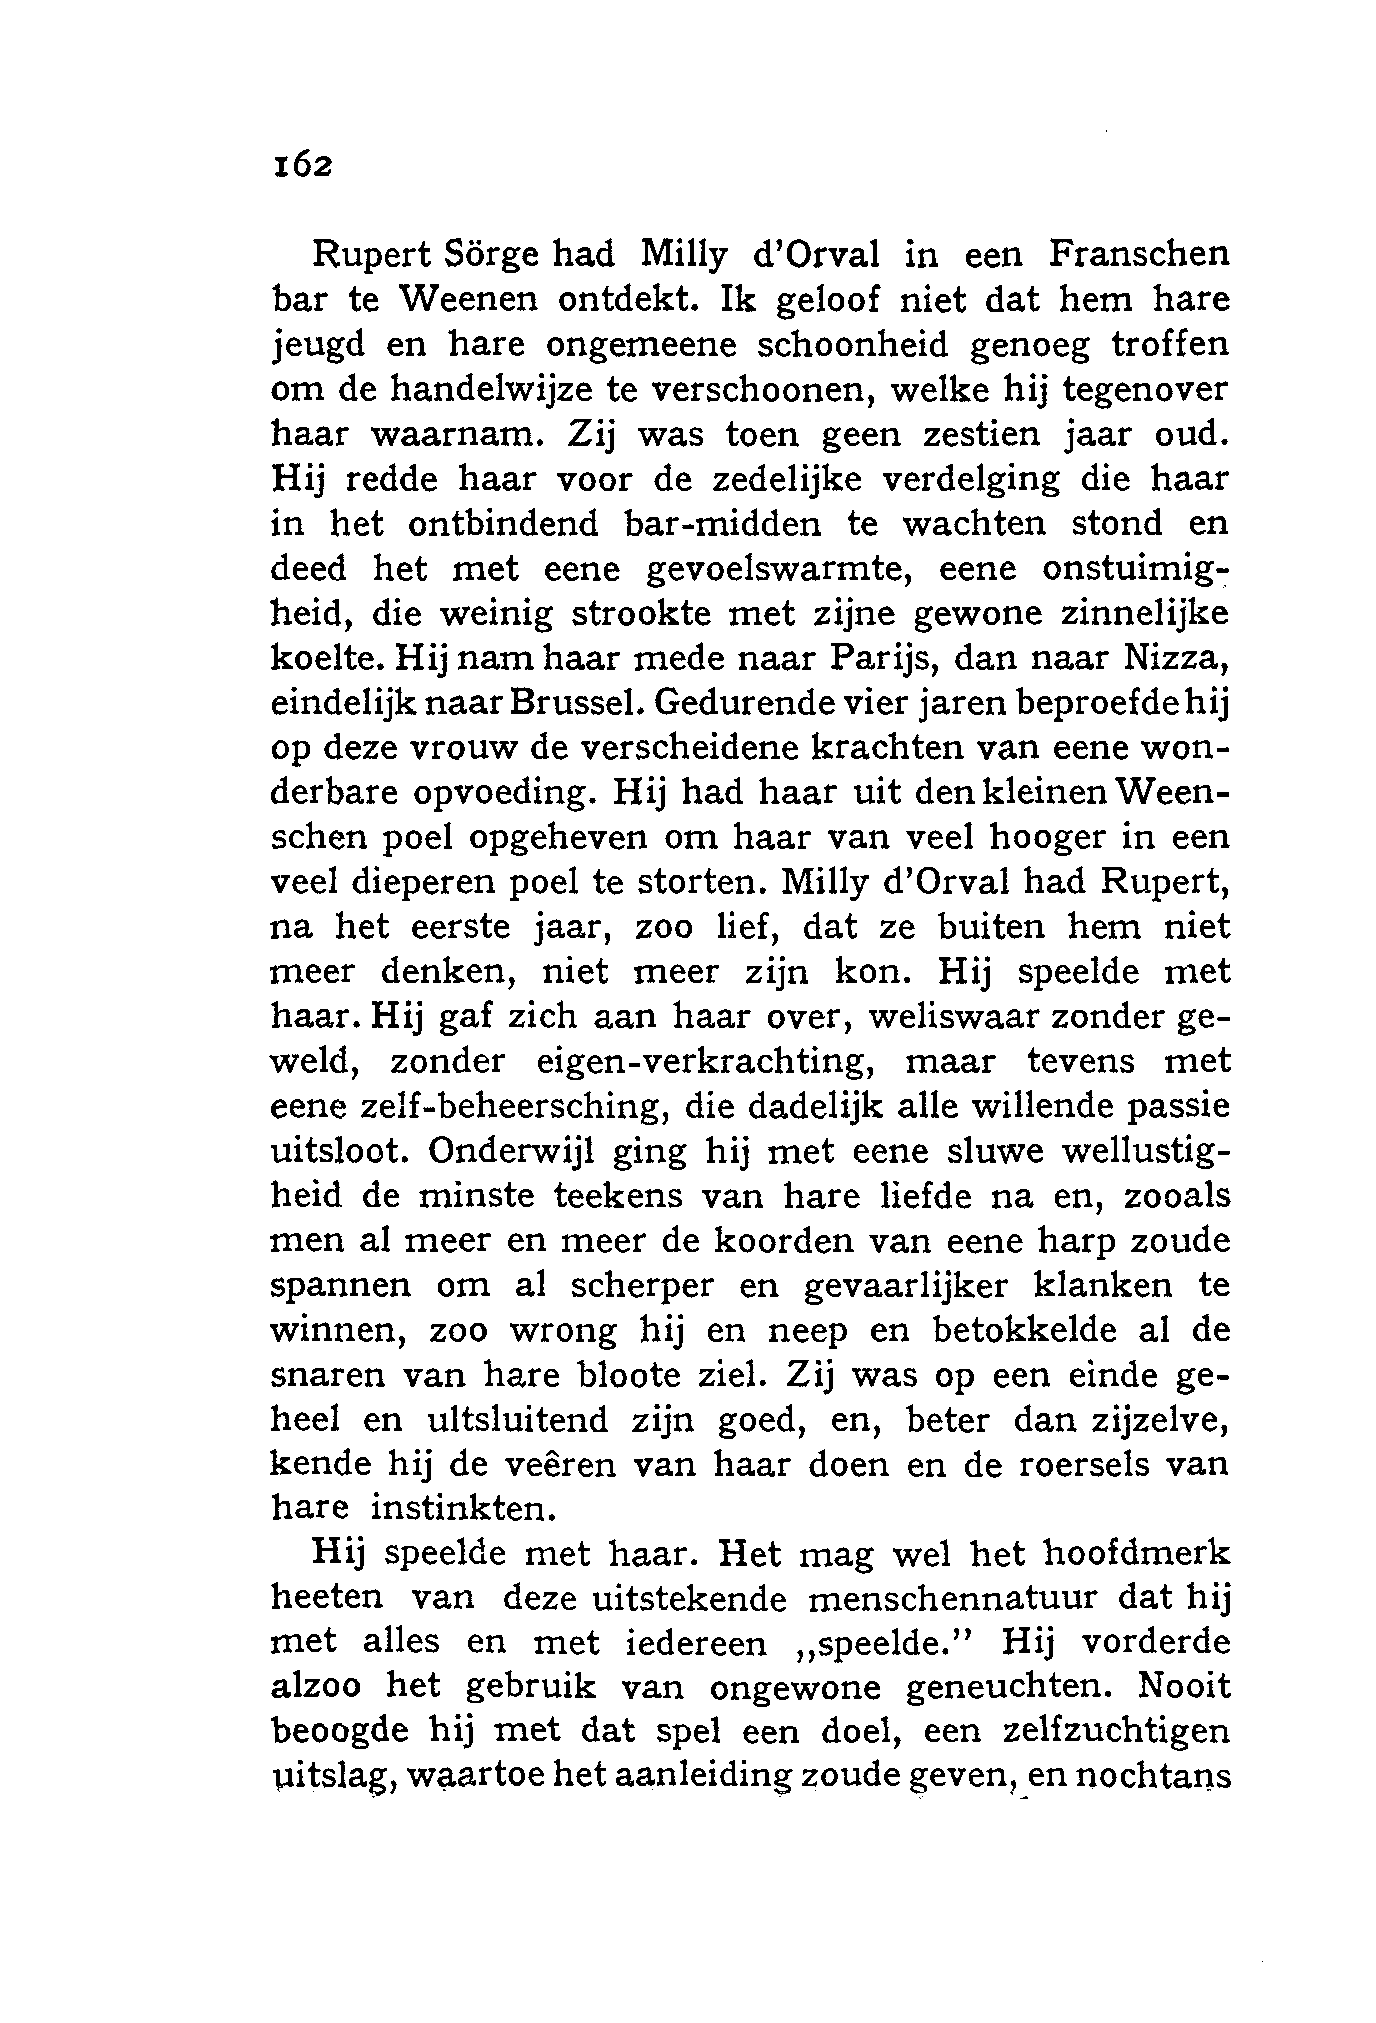 162
Rupert Sörge had Milly d'Orval in een Franschen
bar te Weenen ontdekt. Ik geloof niet dat hem hare
jeugd en hare ongemeene schoonheid genoeg troffen
om de handelwijze te verschoonen, welke hij tegenover
haar waarnam. Zij was toen geen zestien jaar oud.
Hij redde haar voor de zedelijke verdelging die haar
in het ontbindend bar-midden te wachten stond en
deed het met eene gevoelswarmte, eene onstuimig-
heid, die weinig strookte met zijne gewone zinnelijke
koelte. Hij nam haar mede naar Parijs, dan naar Nizza,
eindelijk naar Brussel. Gedurende vier jaren beproefde hij
op deze vrouw de verscheidene krachten van eene won-
derbare opvoeding. Hij had haar uit den kleinen Ween-
schen poel opgeheven om haar van veel hooger in een
veel dieperen poel te storten. Milly d'Orval had Rupert,
na het eerste jaar, zoo lief, dat ze buiten hem niet
meer denken, niet meer zijn kon. Hij speelde met
haar. Hij gaf zich aan haar over, weliswaar zonder ge-
weld, zonder eigen-verkrachting, maar tevens met
eene zelf-beheersching, die dadelijk alle willende passie
uitsloot. Onderwijl ging hij met eene sluwe wellustig-
heid de minste teekens van hare liefde na en, zooals
men al meer en meer de koorden van eene harp zoude
spannen om al scherper en gevaarlijker klanken te
winnen, zoo wrong hij en neep en betokkelde al de
snaren van hare bloote ziel. Zij was op een einde ge-
heel en ultsluitend zijn goed, en, beter dan zijzelve,
kende hij de veêren van haar doen en de roersels van
hare instinkten.
Hij speelde met haar. Het mag wel het hoofdmerk
heeten van deze uitstekende menschennatuur dat hij
met alles en met iedereen „speelde.” Hij vorderde
alzoo het gebruik van ongewone geneuchten. Nooit
beoogde hij met dat spel een doel, een zelfzuchtigen
uitslag, waartoe het aanleiding zoude geven, en nochtans